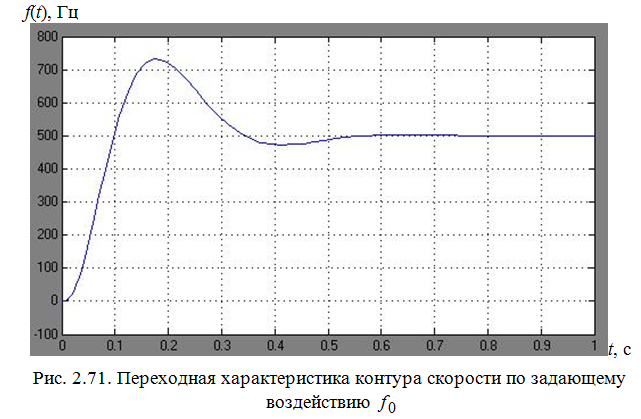 f(t), Гц
800
700
600
500
400
300
200
100
0
-100
0 0.1 0.2 0.3 0.4 0.5 0.6 0.7 0.8 0.9 1
t, с
Рис. 2.71. Переходная характеристика контура скорости по задающему
воздействию f0